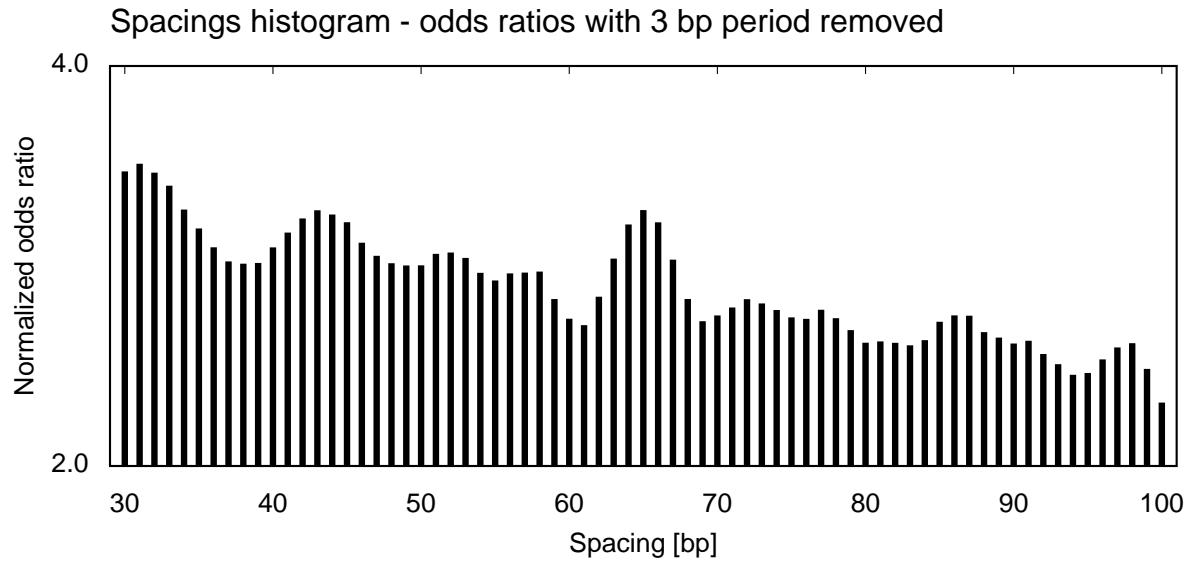 Spacings histogram - odds ratios with 3 bp period removed
4.0
Normalized odds ratio
2.0
30 40 50 60 70 80 90 100
Spacing [bp]